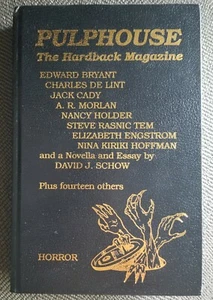 PULPHOUSE
The Hardback Magazine
EDWARD BRYANT
CHARLES DE LINT
JACK CADY
A. R. MORLAN
NANCY HOLDER
STEVE RASNIC TEM
ELIZABETH ENGSTROM
NINA KIRIKI HOFFMAN
and a Novella and Essay by
DAVID J. SCHOW
Plus fourteen others
HORROR